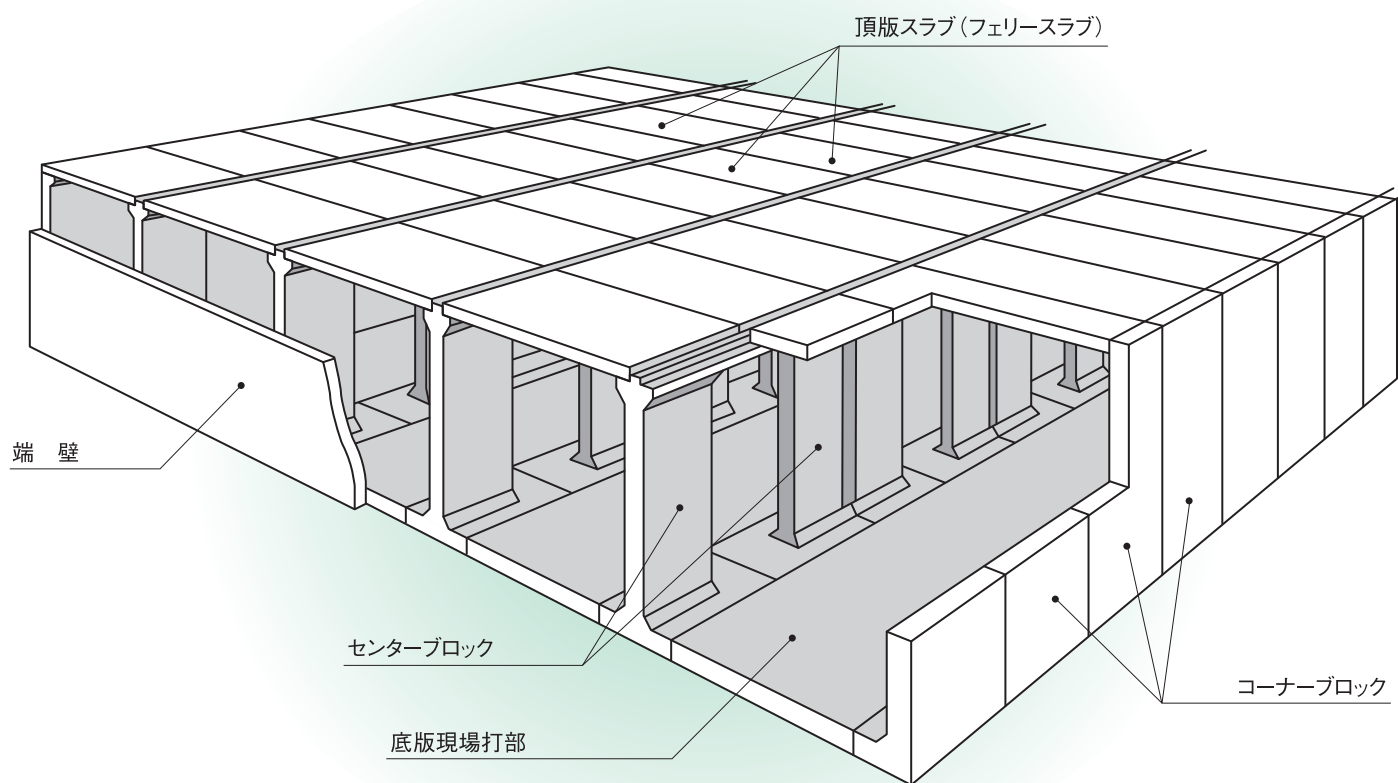 頂版スラブ(フェリースラブ)
端 壁
センターブロック
コーナーブロック
底版現場打部